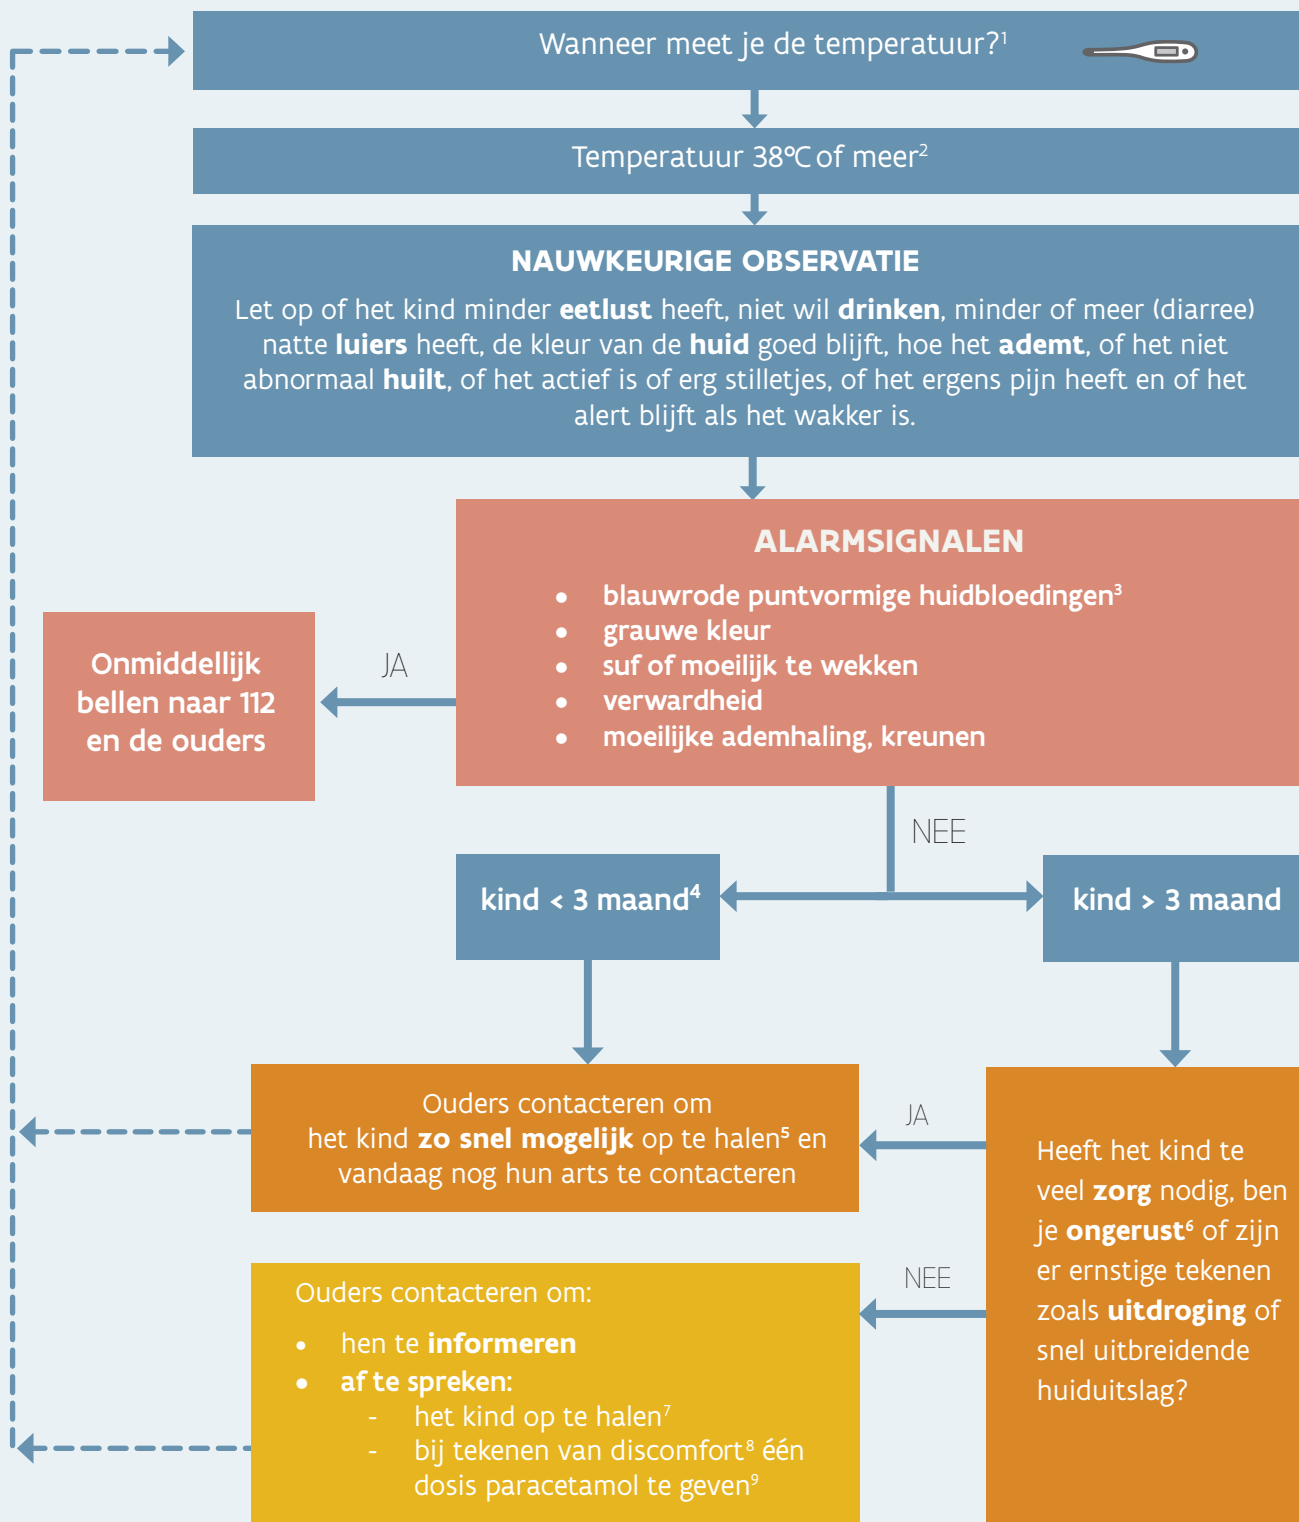 Wanneer meet je de temperatuur?¹
Temperatuur 38°C of meer²
NAUWKEURIGE OBSERVATIE
Let op of het kind minder eetlust heeft, niet wil drinken, minder of meer (diarree)
natte luiers heeft, de kleur van de huid goed blijft, hoe het ademt, of het niet
abnormaal huilt, of het actief is of erg stilletjes, of het ergens pijn heeft en of het
alert blijft als het wakker is.
ALARMSIGNALEN
• blauwrode puntvormige huidbloedingen³
• grauwe kleur
• suf of moeilijk te wekken
• verwardheid
• moeilijke ademhaling, kreunen
JA
Onmiddellijk
bellen naar 112
en de ouders
NEE
kind < 3 maand⁴
kind > 3 maand
Ouders contacteren om
het kind zo snel mogelijk op te halen⁵ en
vandaag nog hun arts te contacteren
JA
Heeft het kind te
veel zorg nodig, ben
je ongerust⁶ of zijn
er ernstige tekenen
zoals uitdroging of
snel uitbreidende
huiduitslag?
NEE
Ouders contacteren om:
• hen te informeren
• af te spreken:
- het kind op te halen⁷
- bij tekenen van discomfort⁸ één
dosis paracetamol te geven⁹